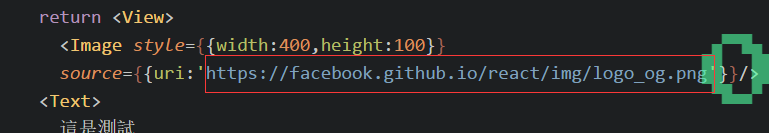 return <View>
<Image style={{width:400,height:100}}
source={{uri:'https://facebook.github.io/react/img/logo_og.png'}}/>
<Text>
這是測試